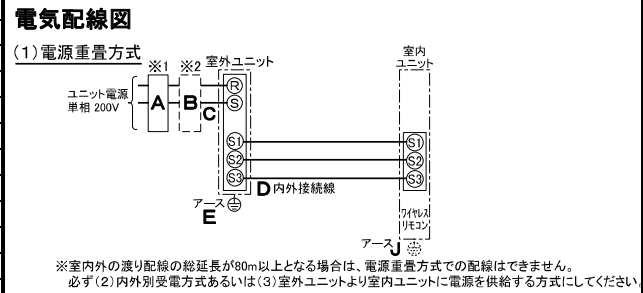 電気配線図
(1)電源重畳方式
※1 ※2 室外ユニット
室内
ユニット
ユニット電源
単相 200V
A
B
C
R
S
S1
S2
S3
S1
S2
S3
D 内外接続線
アース
E
ワイヤレス
リモコン
アース J
※室内外の渡り配線の総延長が80m以上となる場合は、電源重畳方式での配線はできません。
必ず(2)内外別受電方式あるいは(3)室外ユニットより室内ユニットに電源を供給する方式にしてください。